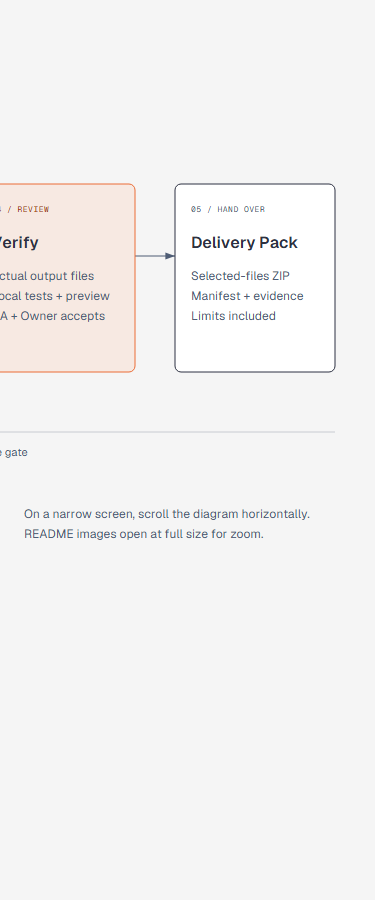 / REVIEW
Verify
ctual output files
ocal tests + preview
A + Owner accepts
05 / HAND OVER
Delivery Pack
Selected-files ZIP
Manifest + evidence
Limits included
e gate
On a narrow screen, scroll the diagram horizontally.
README images open at full size for zoom.